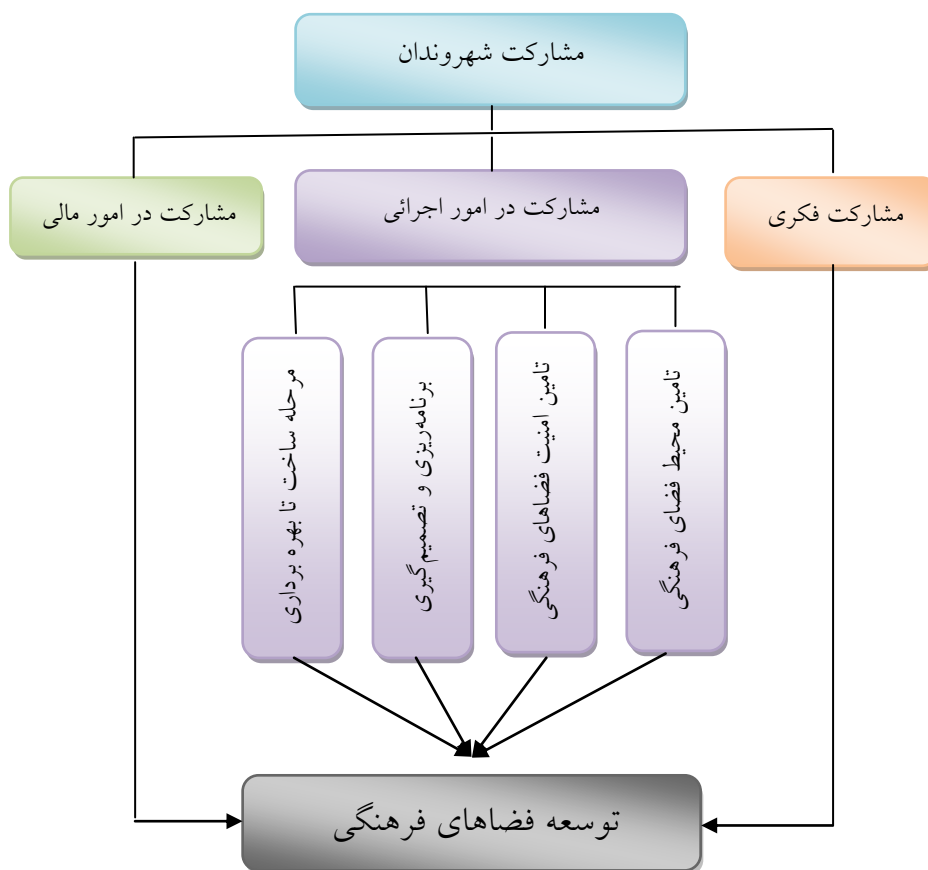 مشارکت شهروندان
مشارکت فکری
مشارکت در امور اجرائی
مشارکت در امور مالی
تامین محیط فضای فرهنگی
تامین امنیت فضاهای فرهنگی
برنامه‌ریزی و تصمیم‌گیری
مرحله ساخت تا بهره برداری
توسعه فضاهای فرهنگی